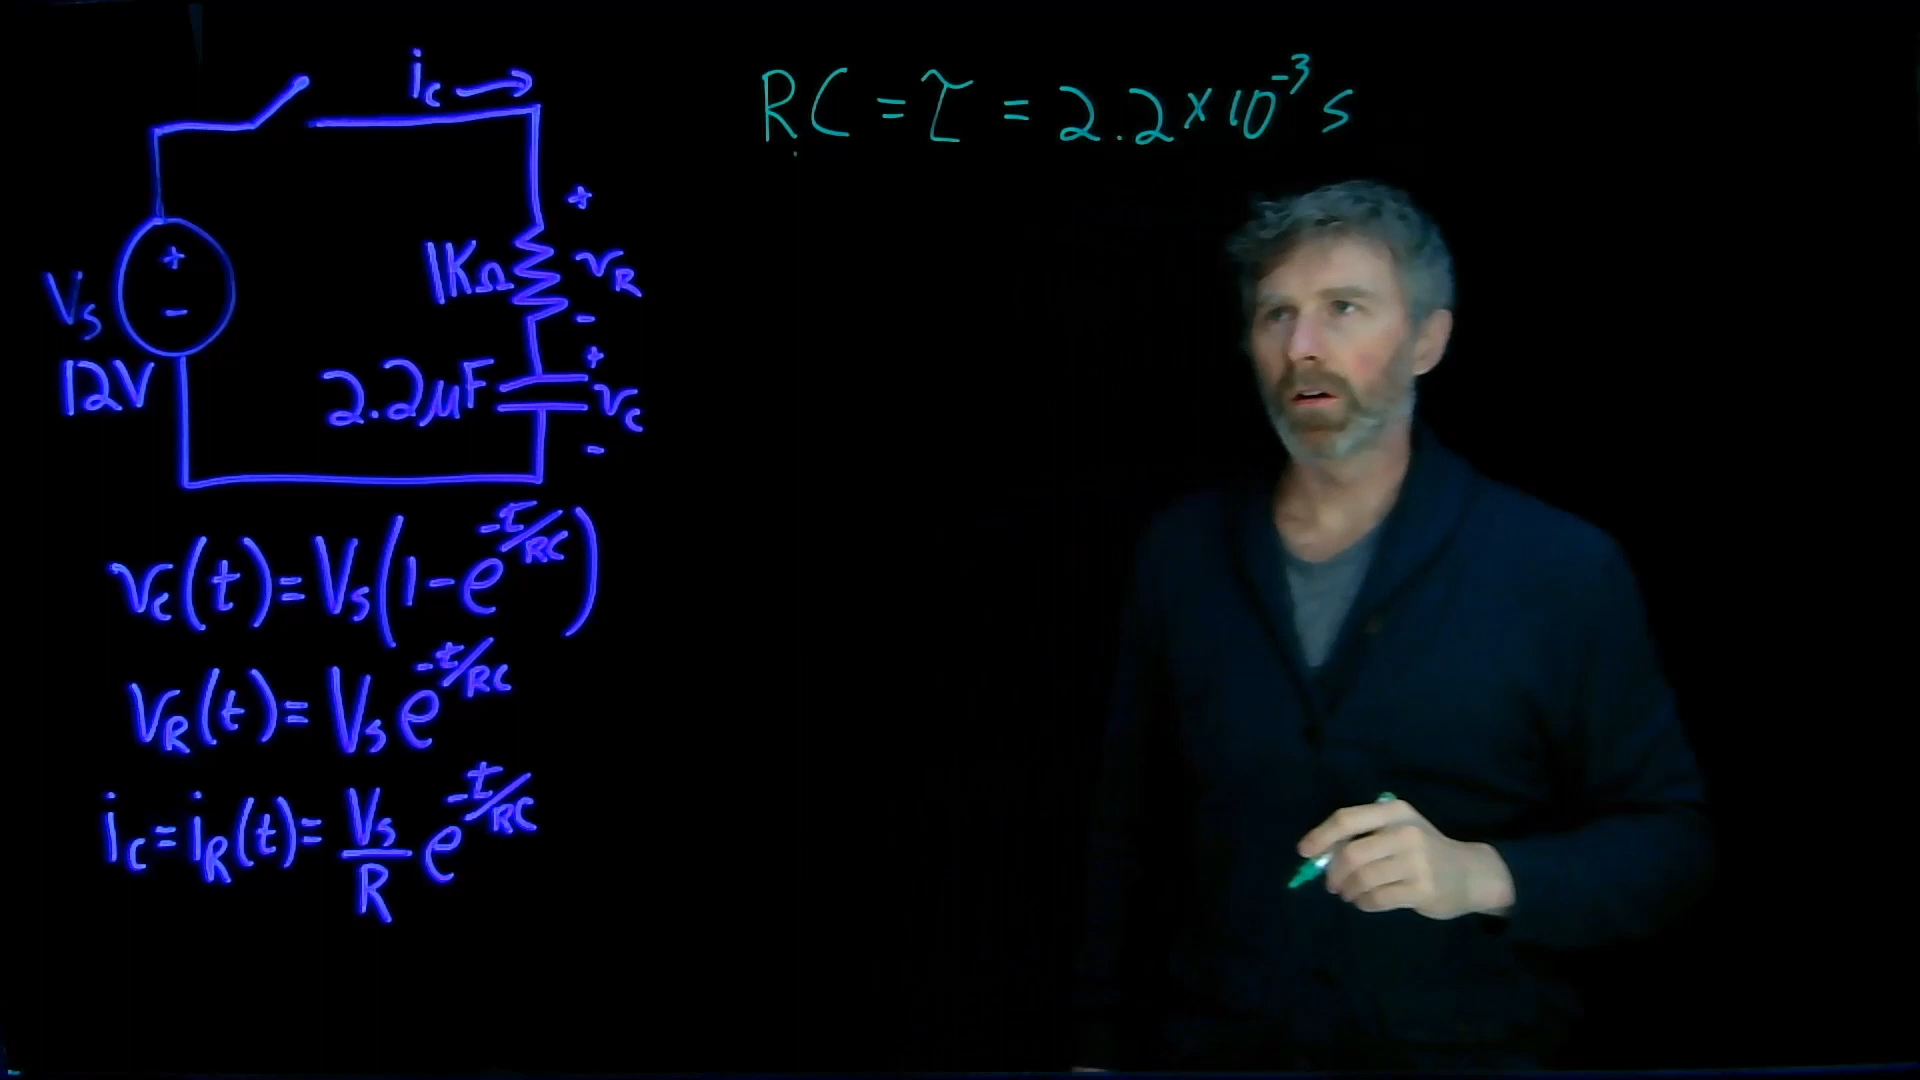 i_c →
RC = τ = 2.2×10⁻³ s
+
+
-
V_S
12V
1KΩ
v_R
-
2.2μF
+
v_C
-
v_C(t) = V_S(1 - e^(-t/RC))
v_R(t) = V_S e^(-t/RC)
i_C = i_R(t) = V_S/R e^(-t/RC)